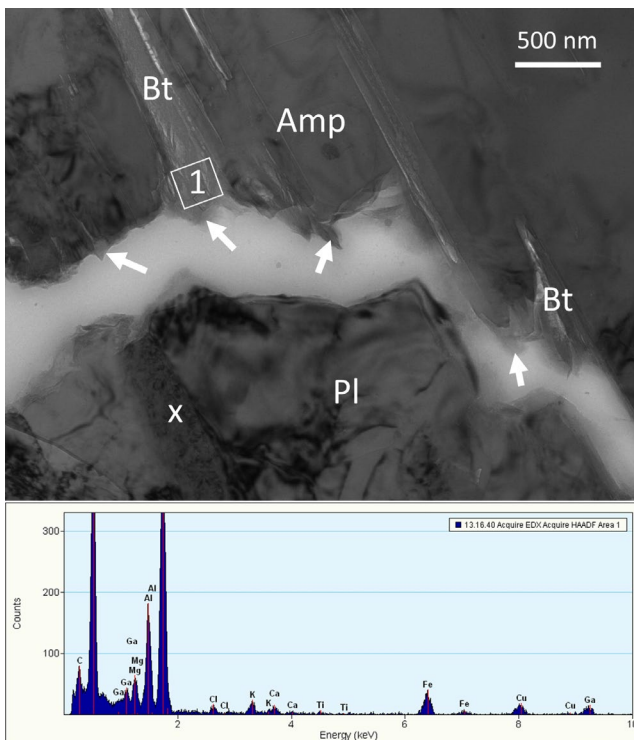 500 nm
Bt
Amp
1
Bt
Pl
x
300
200
100
Counts
13.16.40 Acquire EDX Acquire HAADF Area 1
C
Ga
Ga
Ga
Mg
Mg
Al
Al
Cl
Cl
K
K
Ca
Ca
Ti
Ti
Fe
Fe
Cu
Cu
Ga
2
4
6
8
10
Energy (keV)